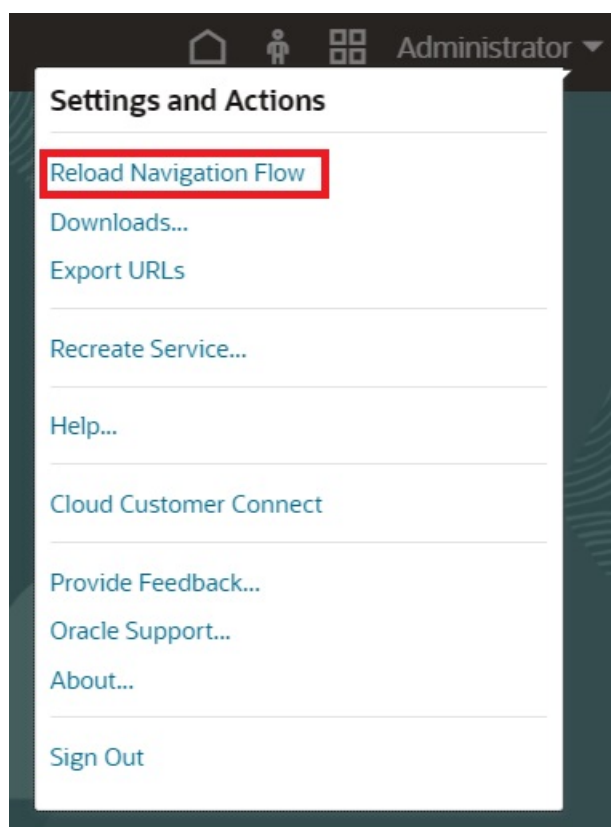 Administrator
Settings and Actions
Reload Navigation Flow
Downloads...
Export URLs
Recreate Service...
Help...
Cloud Customer Connect
Provide Feedback...
Oracle Support...
About...
Sign Out